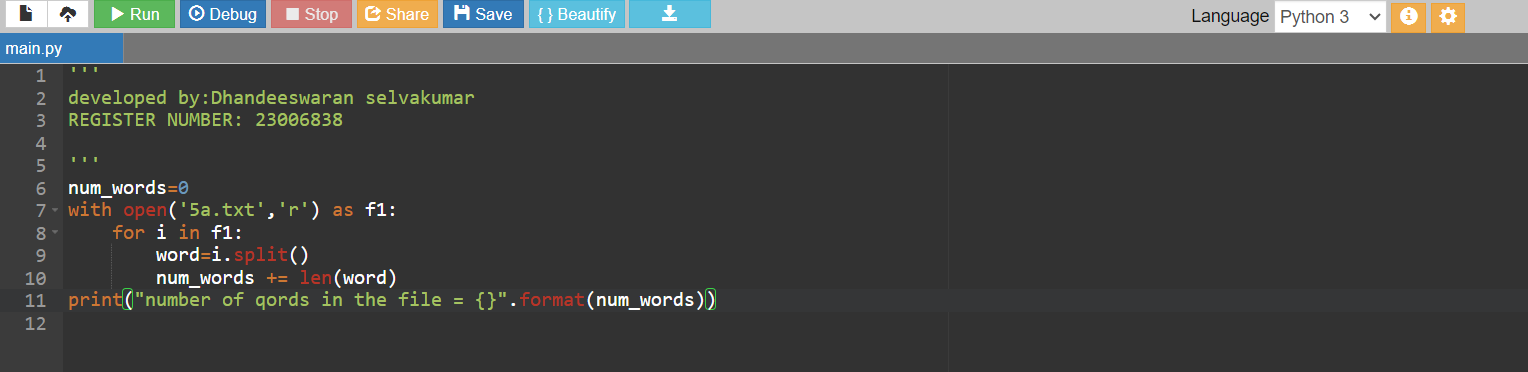 Run Debug Stop Share Save { } Beautify Language Python 3
main.py
1 '''
2 developed by:Dhandeeswaran selvakumar
3 REGISTER NUMBER: 23006838
4
5 '''
6 num_words=0
7 with open('5a.txt','r') as f1:
8 for i in f1:
9 word=i.split()
10 num_words += len(word)
11 print("number of qords in the file = {}".format(num_words))
12